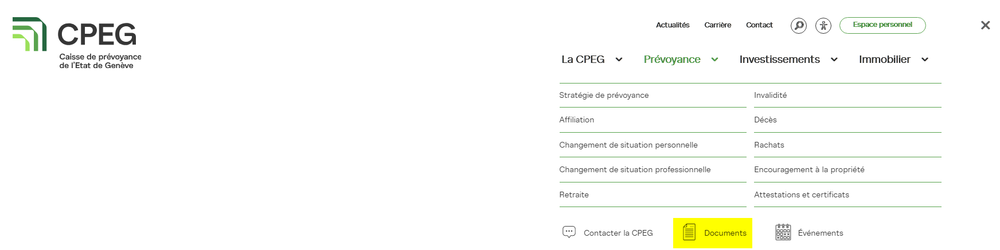 CPEG
Caisse de prévoyance
de l'Etat de Genève
Actualités Carrière Contact Espace personnel
La CPEG Prévoyance Investissements Immobilier
Stratégie de prévoyance Invalidité
Affiliation Décès
Changement de situation personnelle Rachats
Changement de situation professionnelle Encouragement à la propriété
Retraite Attestations et certificats
Contacter la CPEG Documents Événements